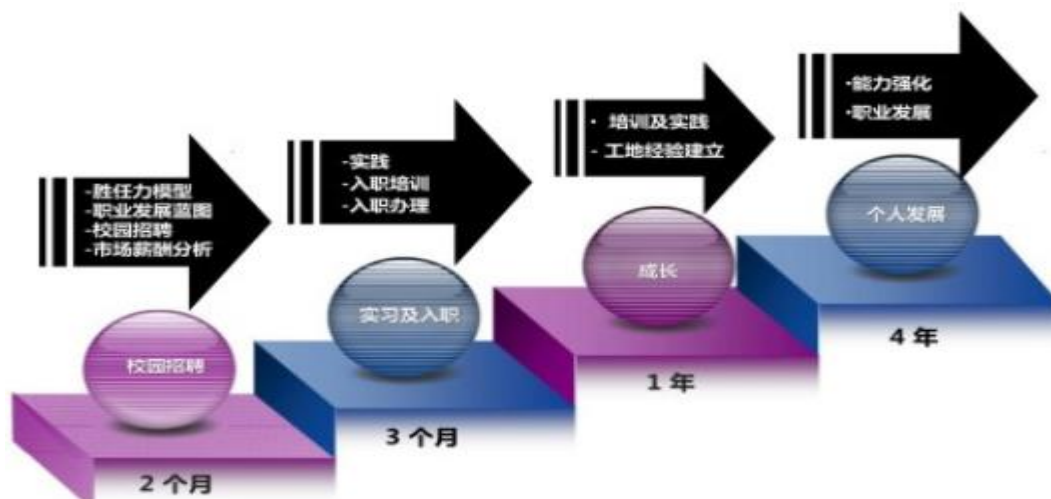 -胜任力模型
-职业发展蓝图
-校园招聘
-市场薪酬分析
校园招聘
2 个月
-实践
-入职培训
-入职办理
实习及入职
3 个月
· 培训及实践
- 工地经验建立
成长
1 年
·能力强化
·职业发展
个人发展
4 年